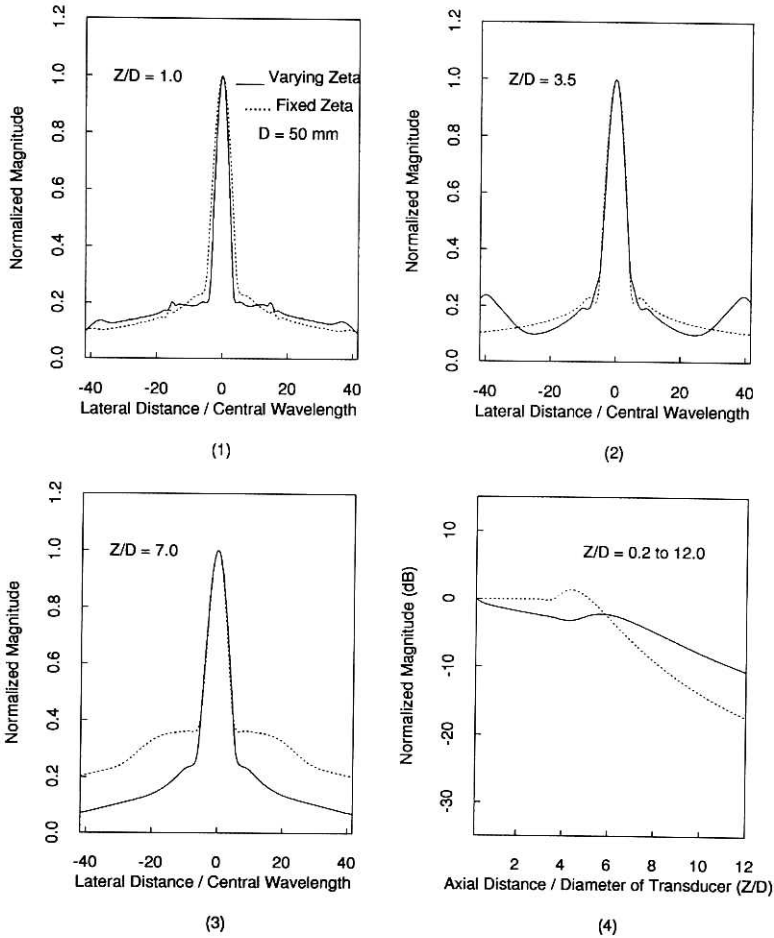 Normalized Magnitude
1.2
1.0
0.8
0.6
0.4
0.2
0.0
Z/D = 1.0
Varying Zeta
Fixed Zeta
D = 50 mm
-40 -20 0 20 40
Lateral Distance / Central Wavelength
(1)
Normalized Magnitude
1.2
1.0
0.8
0.6
0.4
0.2
0.0
Z/D = 3.5
-40 -20 0 20 40
Lateral Distance / Central Wavelength
(2)
Normalized Magnitude
1.2
1.0
0.8
0.6
0.4
0.2
0.0
Z/D = 7.0
-40 -20 0 20 40
Lateral Distance / Central Wavelength
(3)
Normalized Magnitude (dB)
10
0
-10
-20
-30
Z/D = 0.2 to 12.0
2 4 6 8 10 12
Axial Distance / Diameter of Transducer (Z/D)
(4)